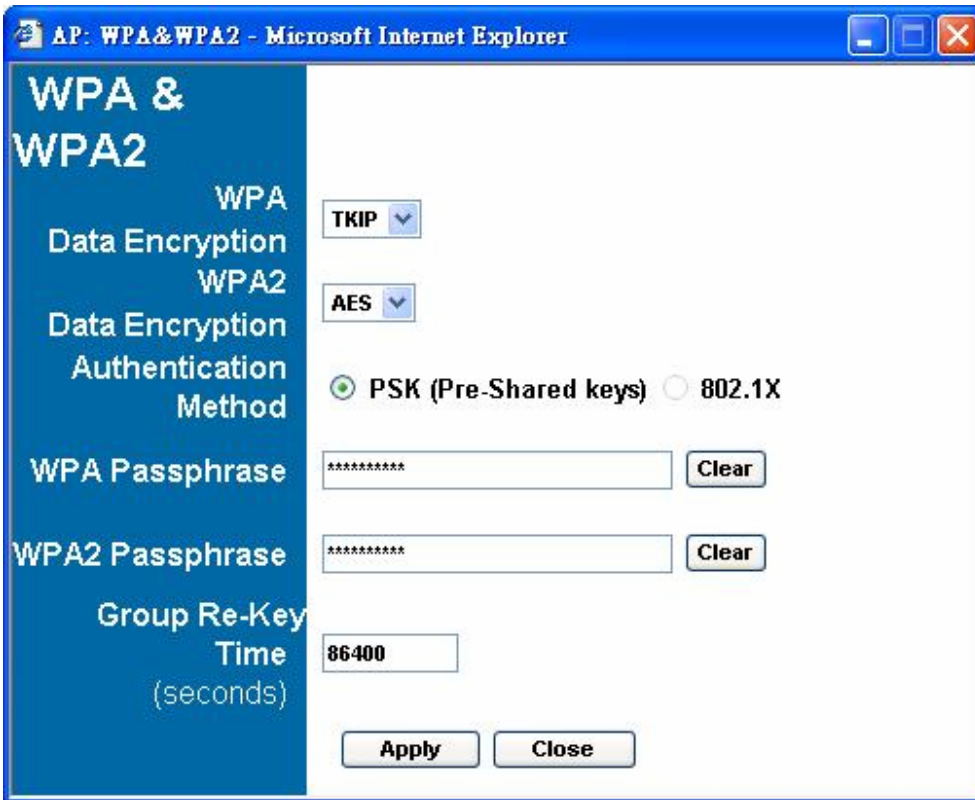 AP: WPA&WPA2 - Microsoft Internet Explorer
WPA &
WPA2
WPA
Data Encryption
TKIP
WPA2
Data Encryption
AES
Authentication
Method
PSK (Pre-Shared keys) 802.1X
WPA Passphrase ********** Clear
WPA2 Passphrase ********** Clear
Group Re-Key
Time
(seconds)
86400
Apply Close